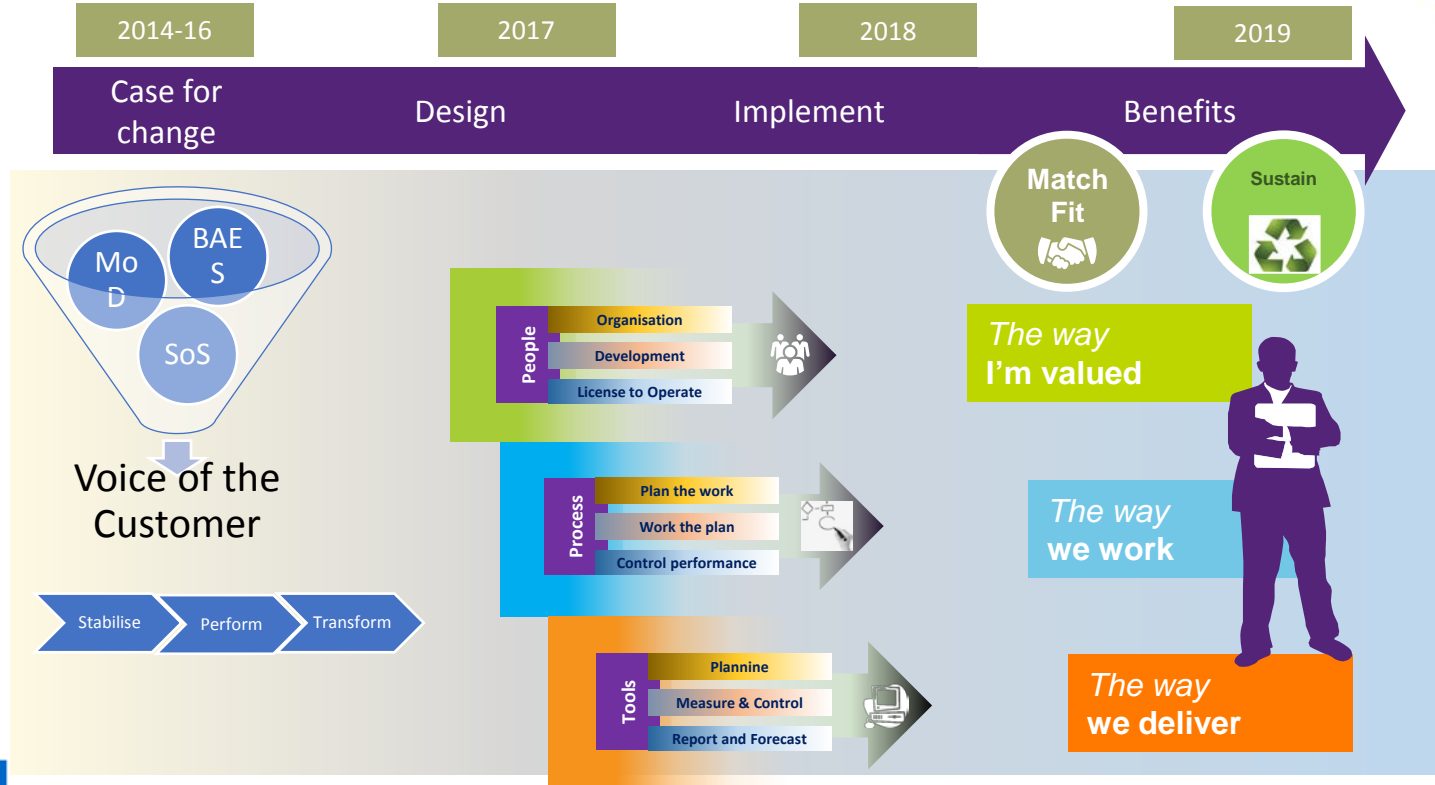 2014-16
2017
2018
2019
Case for
change
Design
Implement
Benefits
Match
Fit
Sustain
Mo
D
BAE
S
SoS
Voice of the
Customer
Stabilise
Perform
Transform
People
Organisation
Development
License to Operate
Process
Plan the work
Work the plan
Control performance
Tools
Plannine
Measure & Control
Report and Forecast
The way
I'm valued
The way
we work
The way
we deliver